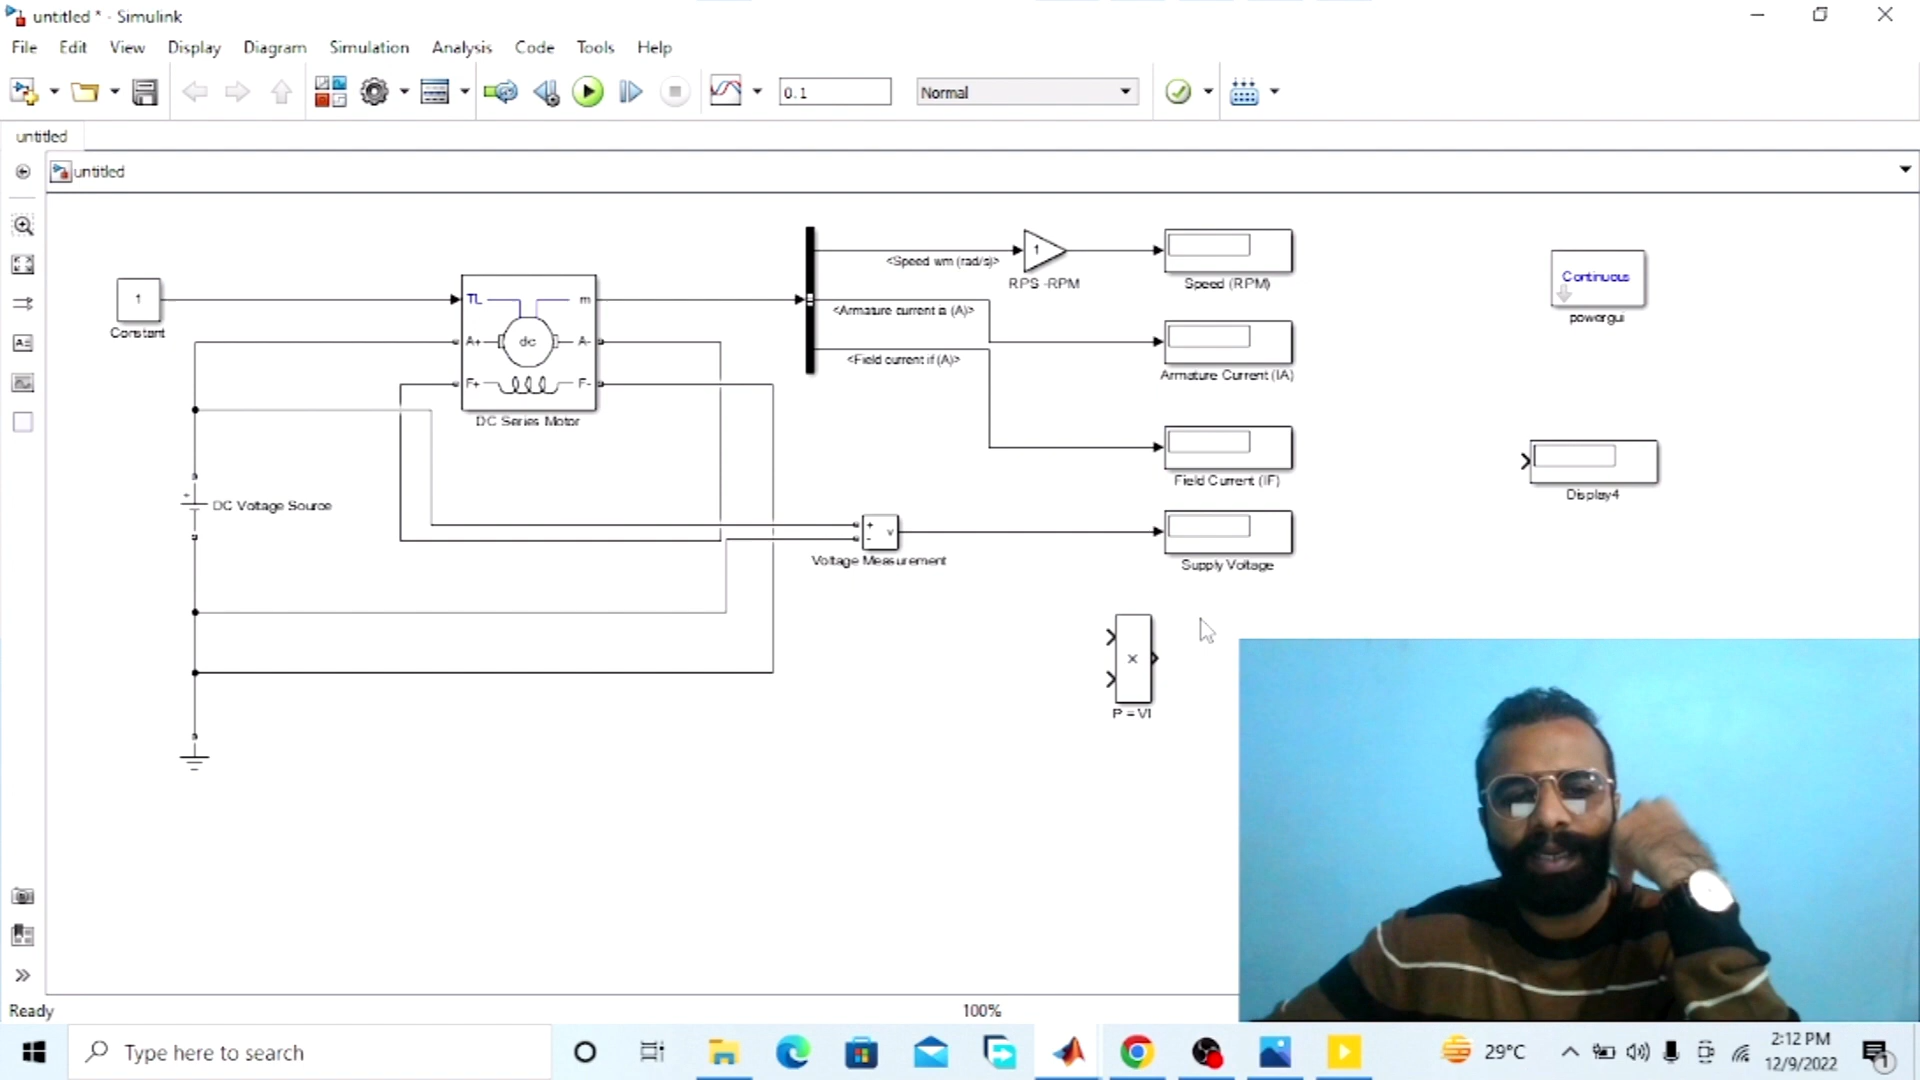 untitled * - Simulink
File Edit View Display Diagram Simulation Analysis Code Tools Help
0.1 Normal
untitled
untitled
1
Constant
TL m
A+ dc A-
F+ F-
DC Series Motor
DC Voltage Source
<Speed wm (rad/s)>
<Armature current ia (A)>
<Field current if (A)>
1
RPS -RPM
Speed (RPM)
Armature Current (IA)
Field Current (IF)
+ v
-
Voltage Measurement
Supply Voltage
×
P = VI
Continuous
powergui
Display4
Ready 100%
Type here to search
29°C
2:12 PM
12/9/2022
1